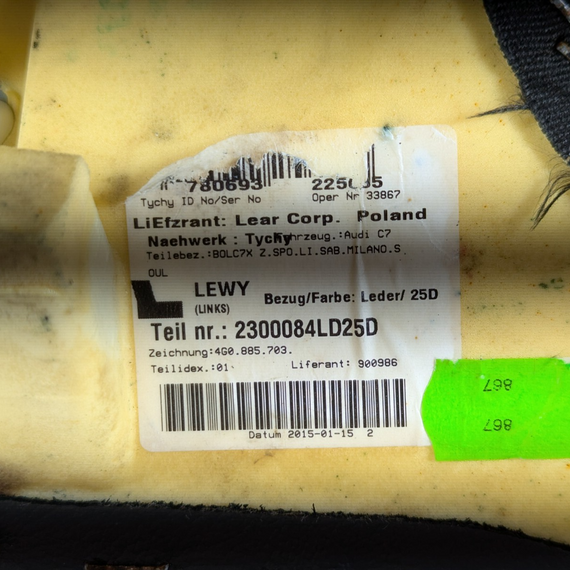 780693
Tychy ID No/Ser No Oper Nr 33867
LiEfzrant: Lear Corp. Poland
Naehwerk : Tychy Fahrzeug.:Audi C7
Teilebez.:BOLC7X Z.SPO.LI.SAB.MILANO.S
OUL
L
LEWY
(LINKS)
Bezug/Farbe: Leder/ 25D
Teil nr.: 2300084LD25D
Zeichnung:4G0.885.703.
Teilidex.:01 Liferant: 900986
Datum 2015-01-15 2
867
867